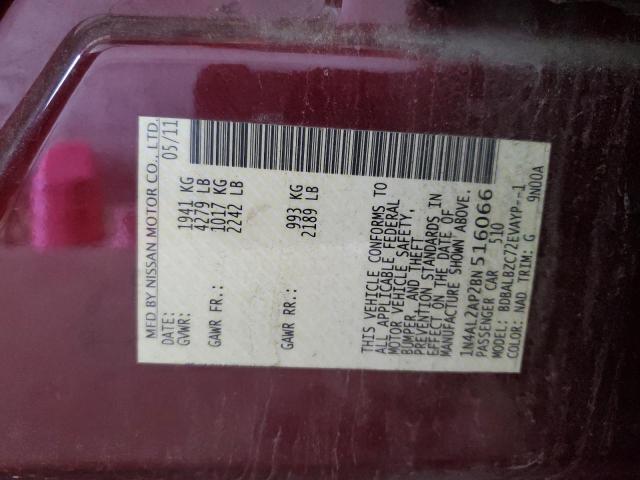 MFD BY NISSAN MOTOR CO., LTD.
DATE: 05/11
GVWR: 1941 KG
4279 LB
GAWR FR.: 1017 KG
2242 LB
GAWR RR.: 993 KG
2189 LB
THIS VEHICLE CONFORMS TO
ALL APPLICABLE FEDERAL
MOTOR VEHICLE SAFETY,
BUMPER, AND THEFT
PREVENTION STANDARDS IN
EFFECT ON THE DATE OF
MANUFACTURE SHOWN ABOVE.
1N4AL2AP2BN516066
PASSENGER CAR 510
MODEL: BDBALBZC72EVAYP--1
COLOR: NAD TRIM: G 9N00A